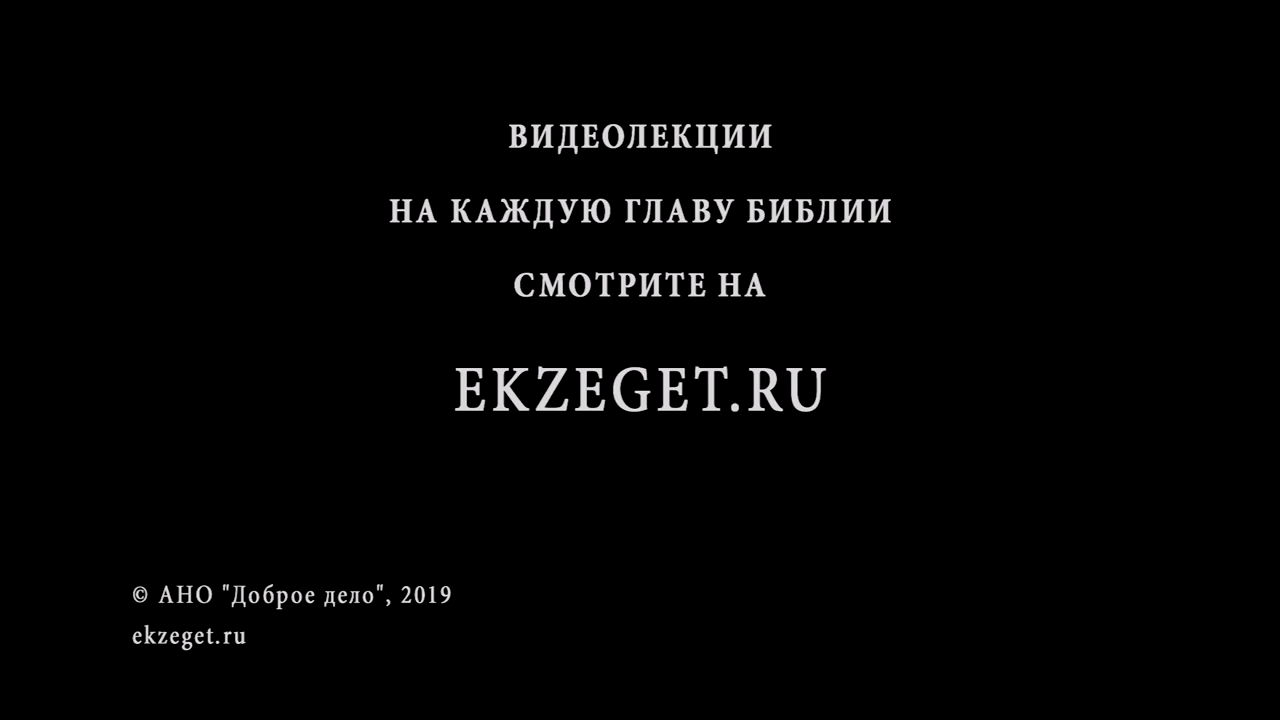 ВИДЕОЛЕКЦИИ
НА КАЖДУЮ ГЛАВУ БИБЛИИ
СМОТРИТЕ НА
EKZEGET.RU
© АНО "Доброе дело", 2019
ekzeget.ru